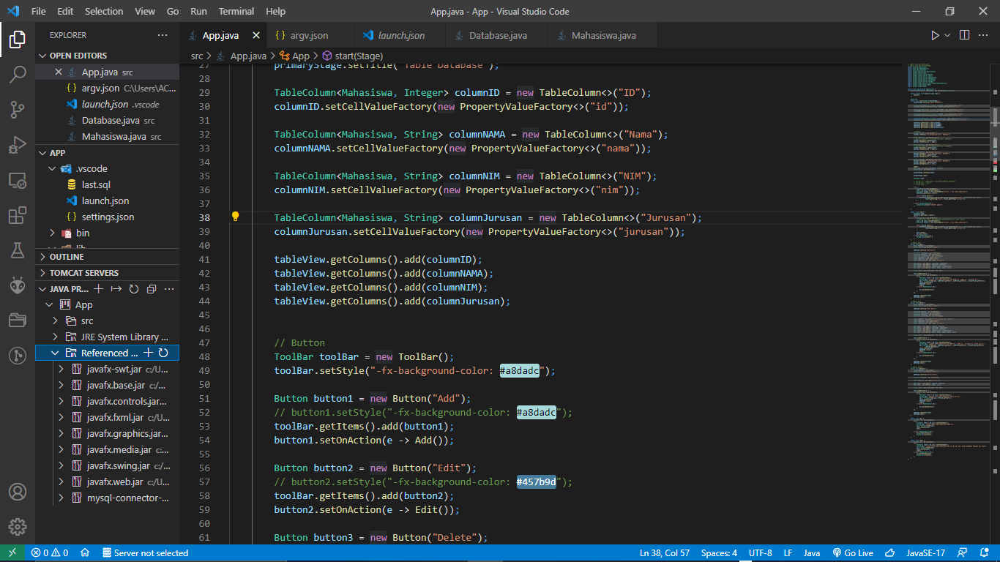 File Edit Selection View Go Run Terminal Help
App.java - App - Visual Studio Code
EXPLORER
OPEN EDITORS
App.java src
argv.json C:\Users\AC...
launch.json .vscode
Database.java src
Mahasiswa.java src
APP
.vscode
last.sql
launch.json
settings.json
bin
lib
OUTLINE
TOMCAT SERVERS
JAVA PR...
App
src
JRE System Library ...
Referenced ...
javafx-swt.jar c:/U...
javafx.base.jar c:/U...
javafx.controls.jar...
javafx.fxml.jar c:/U...
javafx.graphics.jar...
javafx.media.jar c:/...
javafx.swing.jar c:/...
javafx.web.jar c:/U...
mysql-connector-...
App.java
argv.json
launch.json
Database.java
Mahasiswa.java
src > App.java > App > start(Stage)
27 primaryStage.setTitle("Table Database");
28
29 TableColumn<Mahasiswa, Integer> columnID = new TableColumn<>("ID");
30 columnID.setCellValueFactory(new PropertyValueFactory<>("id"));
31
32 TableColumn<Mahasiswa, String> columnNAMA = new TableColumn<>("Nama");
33 columnNAMA.setCellValueFactory(new PropertyValueFactory<>("nama"));
34
35 TableColumn<Mahasiswa, String> columnNIM = new TableColumn<>("NIM");
36 columnNIM.setCellValueFactory(new PropertyValueFactory<>("nim"));
37
38 TableColumn<Mahasiswa, String> columnJurusan = new TableColumn<>("Jurusan");
39 columnJurusan.setCellValueFactory(new PropertyValueFactory<>("jurusan"));
40
41 tableView.getColumns().add(columnID);
42 tableView.getColumns().add(columnNAMA);
43 tableView.getColumns().add(columnNIM);
44 tableView.getColumns().add(columnJurusan);
45
46
47 // Button
48 ToolBar toolBar = new ToolBar();
49 toolBar.setStyle("-fx-background-color: #a8dadc");
50
51 Button button1 = new Button("Add");
52 // button1.setStyle("-fx-background-color: #a8dadc");
53 toolBar.getItems().add(button1);
54 button1.setOnAction(e -> Add());
55
56 Button button2 = new Button("Edit");
57 // button2.setStyle("-fx-background-color: #457b9d");
58 toolBar.getItems().add(button2);
59 button2.setOnAction(e -> Edit());
60
61 Button button3 = new Button("Delete");
0 0 Server not selected
Ln 38, Col 57 Spaces: 4 UTF-8 LF Java Go Live JavaSE-17